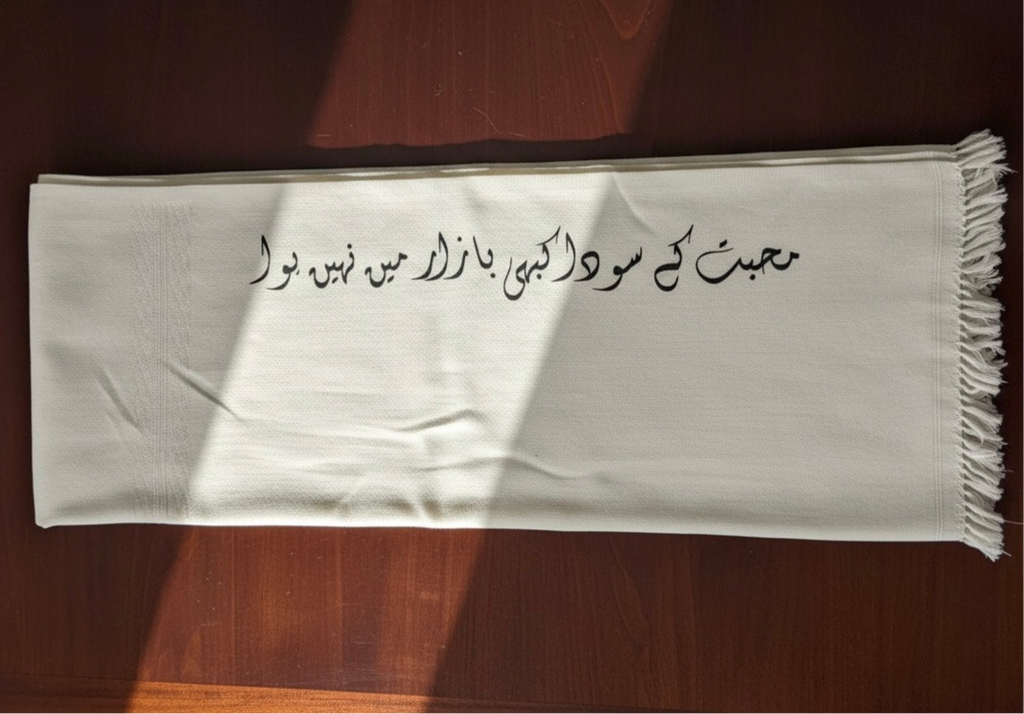 محبت کے سودا کبھی بازار میں نہیں ہوا